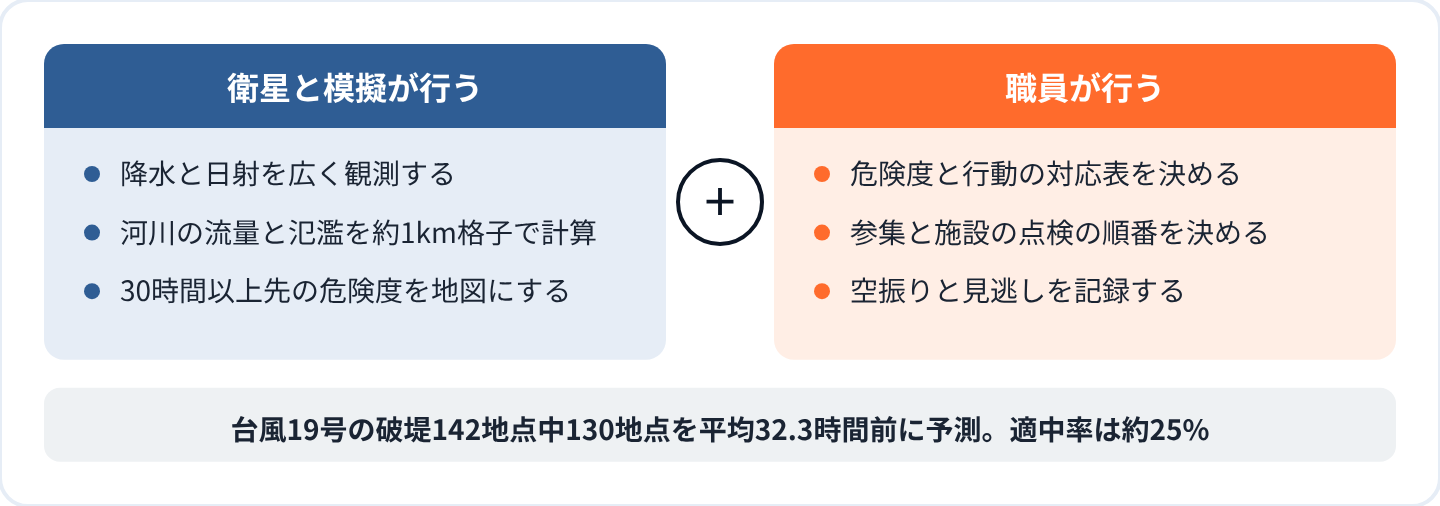 衛星と模擬が行う
降水と日射を広く観測する
河川の流量と氾濫を約1km格子で計算
30時間以上先の危険度を地図にする
+
職員が行う
危険度と行動の対応表を決める
参集と施設の点検の順番を決める
空振りと見逃しを記録する
台風19号の破堤142地点中130地点を平均32.3時間前に予測。適中率は約25%